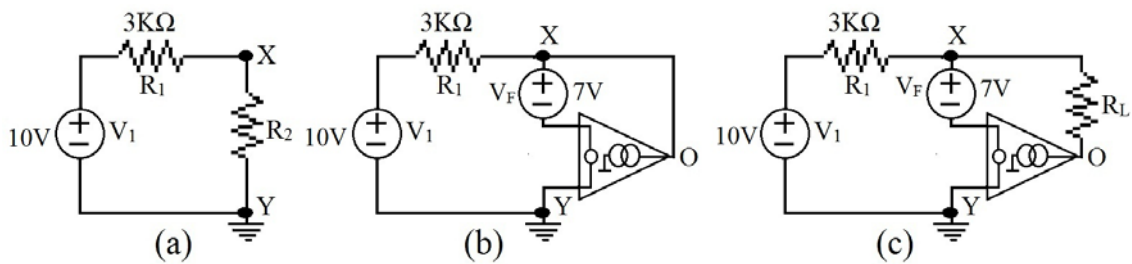 3KΩ
R1
X
10V
V1
R2
Y
(a)
3KΩ
R1
X
VF
7V
10V
V1
O
Y
(b)
3KΩ
R1
X
VF
7V
RL
10V
V1
O
Y
(c)